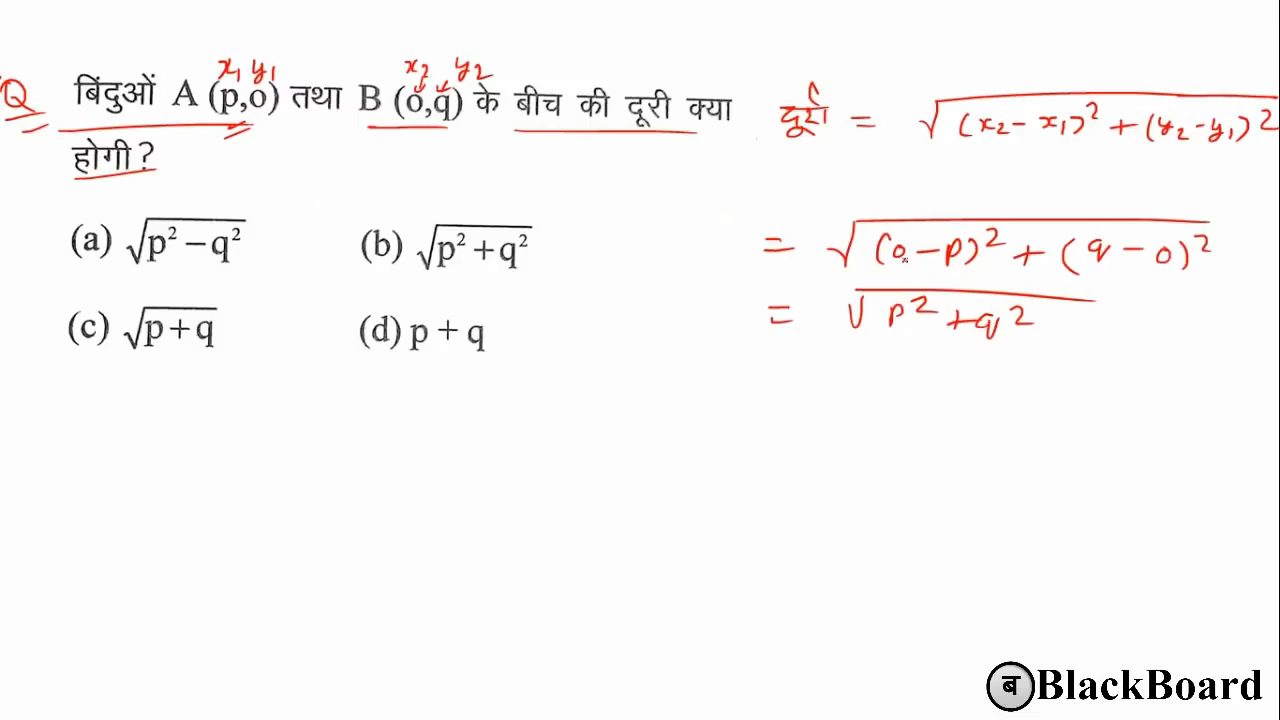 x₁ y₁ x₂ y₂
Q बिंदुओं A (p,o) तथा B (o,q) के बीच की दूरी क्या
होगी?
(a) √(p² − q²) (b) √(p² + q²)
(c) √(p + q) (d) p + q
दूरी = √((x₂ − x₁)² + (y₂ − y₁)²)
= √((0 − p)² + (q − 0)²)
= √(p² + q²)
ब BlackBoard